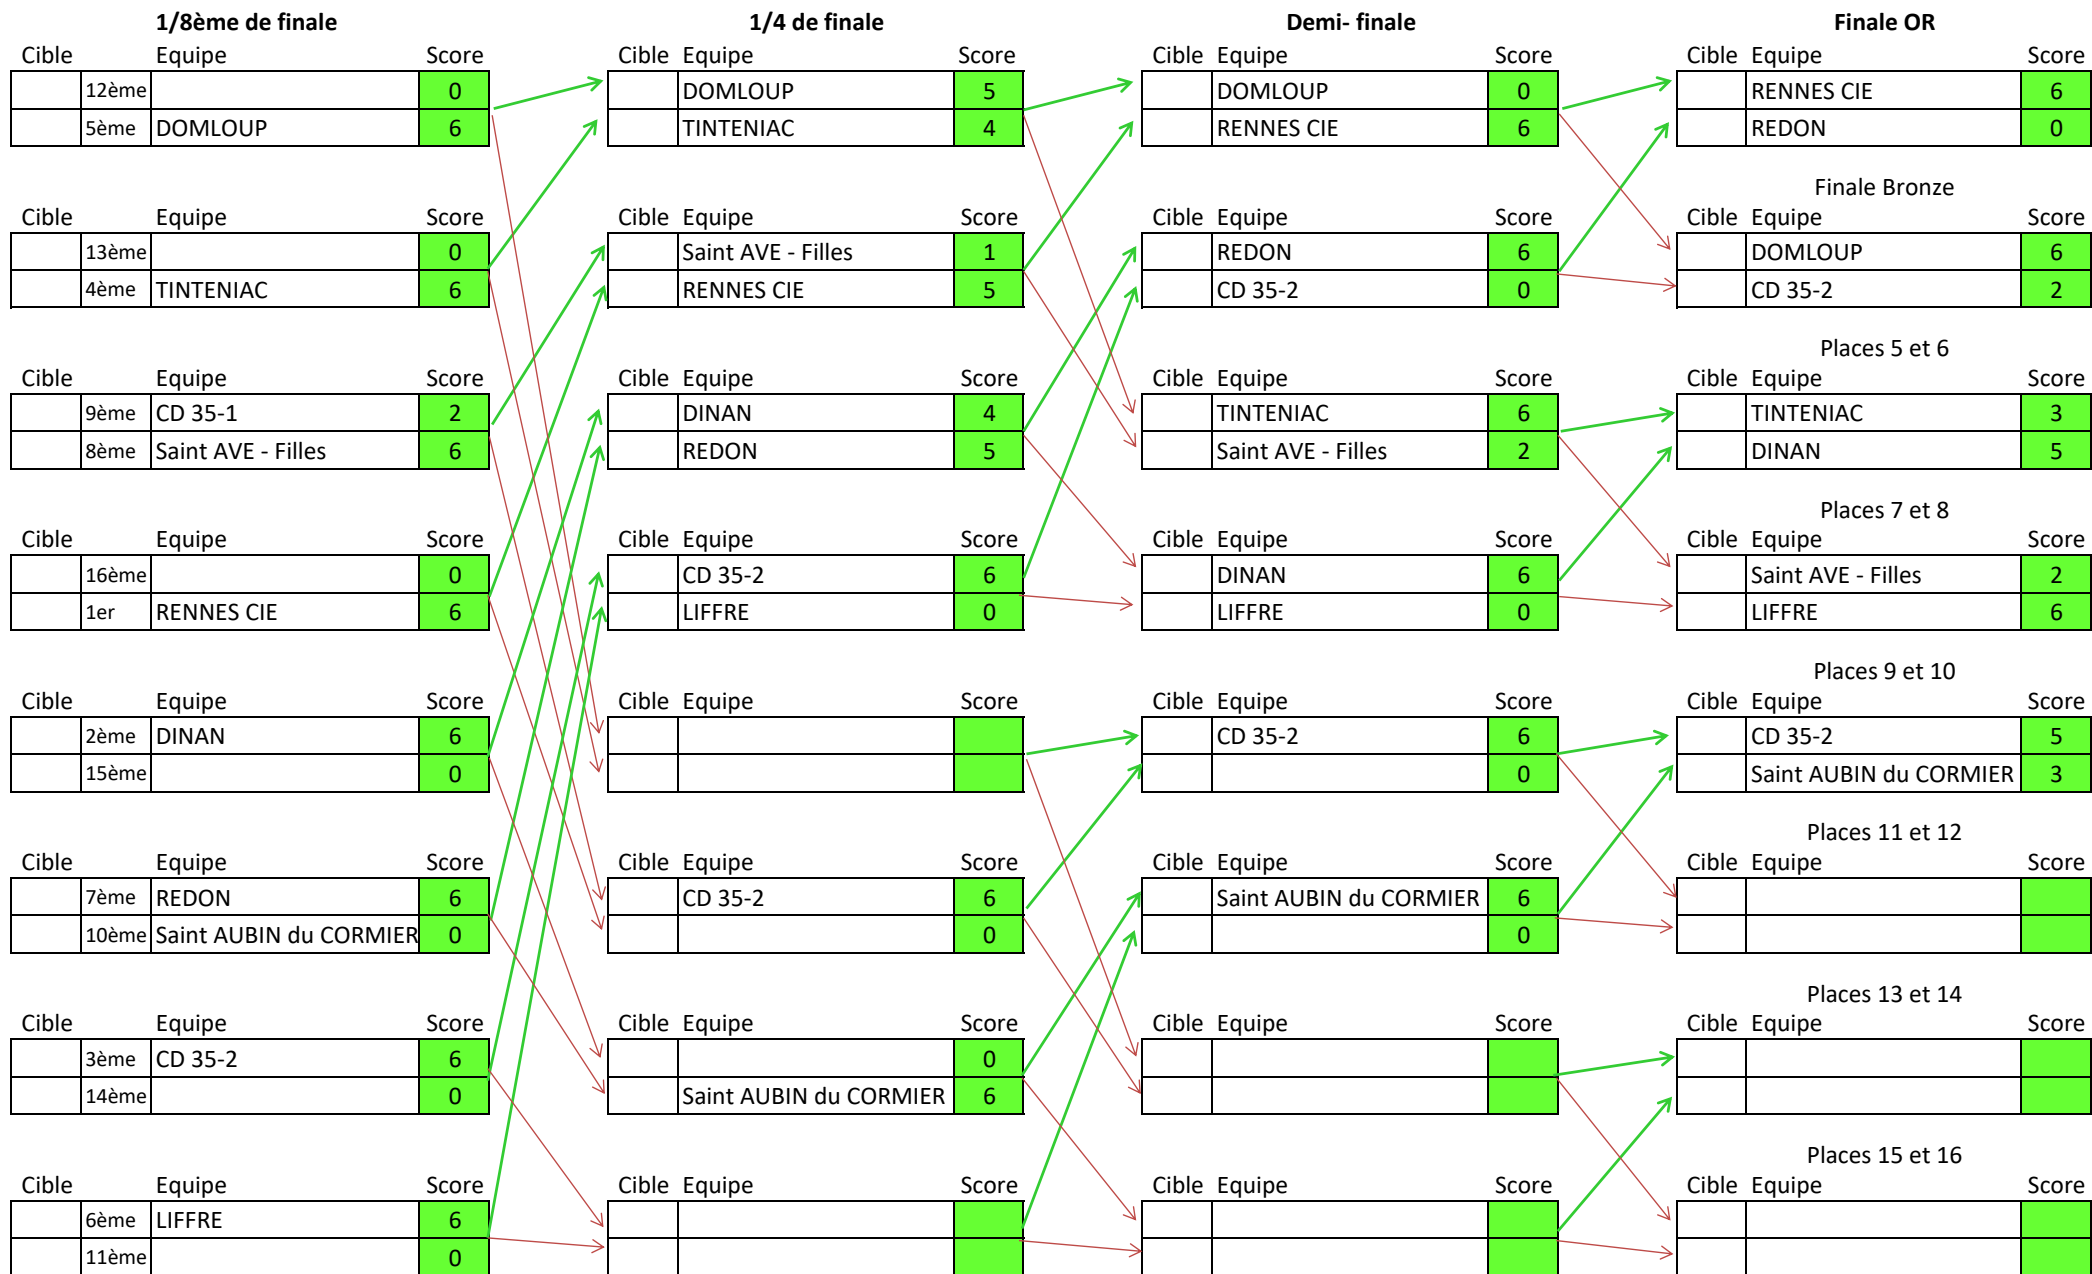 1/8ème de finale 1/4 de finale Demi- finale Finale OR
Cible Equipe Score Cible Equipe Score Cible Equipe Score Cible Equipe Score
12ème 0 DOMLOUP 5 DOMLOUP 0 RENNES CIE 6
5ème DOMLOUP 6 TINTENIAC 4 RENNES CIE 6 REDON 0
Finale Bronze
Cible Equipe Score Cible Equipe Score Cible Equipe Score Cible Equipe Score
13ème 0 Saint AVE - Filles 1 REDON 6 DOMLOUP 6
4ème TINTENIAC 6 RENNES CIE 5 CD 35-2 0 CD 35-2 2
Places 5 et 6
Cible Equipe Score Cible Equipe Score Cible Equipe Score Cible Equipe Score
9ème CD 35-1 2 DINAN 4 TINTENIAC 6 TINTENIAC 3
8ème Saint AVE - Filles 6 REDON 5 Saint AVE - Filles 2 DINAN 5
Places 7 et 8
Cible Equipe Score Cible Equipe Score Cible Equipe Score Cible Equipe Score
16ème 0 CD 35-2 6 DINAN 6 Saint AVE - Filles 2
1er RENNES CIE 6 LIFFRE 0 LIFFRE 0 LIFFRE 6
Places 9 et 10
Cible Equipe Score Cible Equipe Score Cible Equipe Score Cible Equipe Score
2ème DINAN 6 CD 35-2 6 CD 35-2 5
15ème 0 0 Saint AUBIN du CORMIER 3
Places 11 et 12
Cible Equipe Score Cible Equipe Score Cible Equipe Score Cible Equipe Score
7ème REDON 6 CD 35-2 6 Saint AUBIN du CORMIER 6
10ème Saint AUBIN du CORMIER 0 0 0
Places 13 et 14
Cible Equipe Score Cible Equipe Score Cible Equipe Score Cible Equipe Score
3ème CD 35-2 6 0
14ème 0 Saint AUBIN du CORMIER 6
Places 15 et 16
Cible Equipe Score Cible Equipe Score Cible Equipe Score Cible Equipe Score
6ème LIFFRE 6
11ème 0